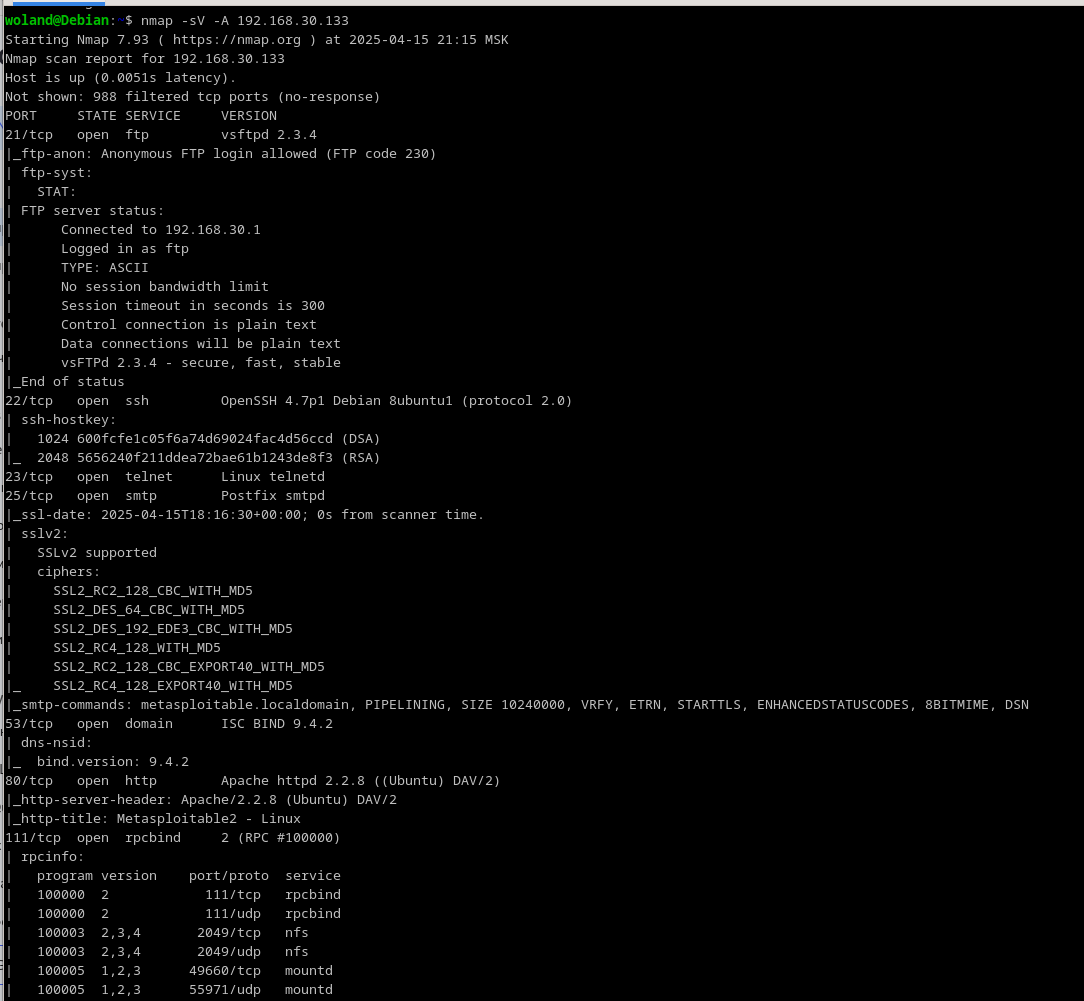 woland@Debian:~$ nmap -sV -A 192.168.30.133
Starting Nmap 7.93 ( https://nmap.org ) at 2025-04-15 21:15 MSK
Nmap scan report for 192.168.30.133
Host is up (0.0051s latency).
Not shown: 988 filtered tcp ports (no-response)
PORT     STATE SERVICE     VERSION
21/tcp   open  ftp         vsftpd 2.3.4
|_ftp-anon: Anonymous FTP login allowed (FTP code 230)
| ftp-syst:
|   STAT:
| FTP server status:
|      Connected to 192.168.30.1
|      Logged in as ftp
|      TYPE: ASCII
|      No session bandwidth limit
|      Session timeout in seconds is 300
|      Control connection is plain text
|      Data connections will be plain text
|      vsFTPd 2.3.4 - secure, fast, stable
|_End of status
22/tcp   open  ssh         OpenSSH 4.7p1 Debian 8ubuntu1 (protocol 2.0)
| ssh-hostkey:
|   1024 600fcfe1c05f6a74d69024fac4d56ccd (DSA)
|_  2048 5656240f211ddea72bae61b1243de8f3 (RSA)
23/tcp   open  telnet      Linux telnetd
25/tcp   open  smtp        Postfix smtpd
|_ssl-date: 2025-04-15T18:16:30+00:00; 0s from scanner time.
| sslv2:
|   SSLv2 supported
|   ciphers:
|     SSL2_RC2_128_CBC_WITH_MD5
|     SSL2_DES_64_CBC_WITH_MD5
|     SSL2_DES_192_EDE3_CBC_WITH_MD5
|     SSL2_RC4_128_WITH_MD5
|     SSL2_RC2_128_CBC_EXPORT40_WITH_MD5
|_    SSL2_RC4_128_EXPORT40_WITH_MD5
|_smtp-commands: metasploitable.localdomain, PIPELINING, SIZE 10240000, VRFY, ETRN, STARTTLS, ENHANCEDSTATUSCODES, 8BITMIME, DSN
53/tcp   open  domain      ISC BIND 9.4.2
| dns-nsid:
|_  bind.version: 9.4.2
80/tcp   open  http        Apache httpd 2.2.8 ((Ubuntu) DAV/2)
|_http-server-header: Apache/2.2.8 (Ubuntu) DAV/2
|_http-title: Metasploitable2 - Linux
111/tcp  open  rpcbind     2 (RPC #100000)
| rpcinfo:
|   program version    port/proto  service
|   100000  2            111/tcp   rpcbind
|   100000  2            111/udp   rpcbind
|   100003  2,3,4       2049/tcp   nfs
|   100003  2,3,4       2049/udp   nfs
|   100005  1,2,3      49660/tcp   mountd
|   100005  1,2,3      55971/udp   mountd